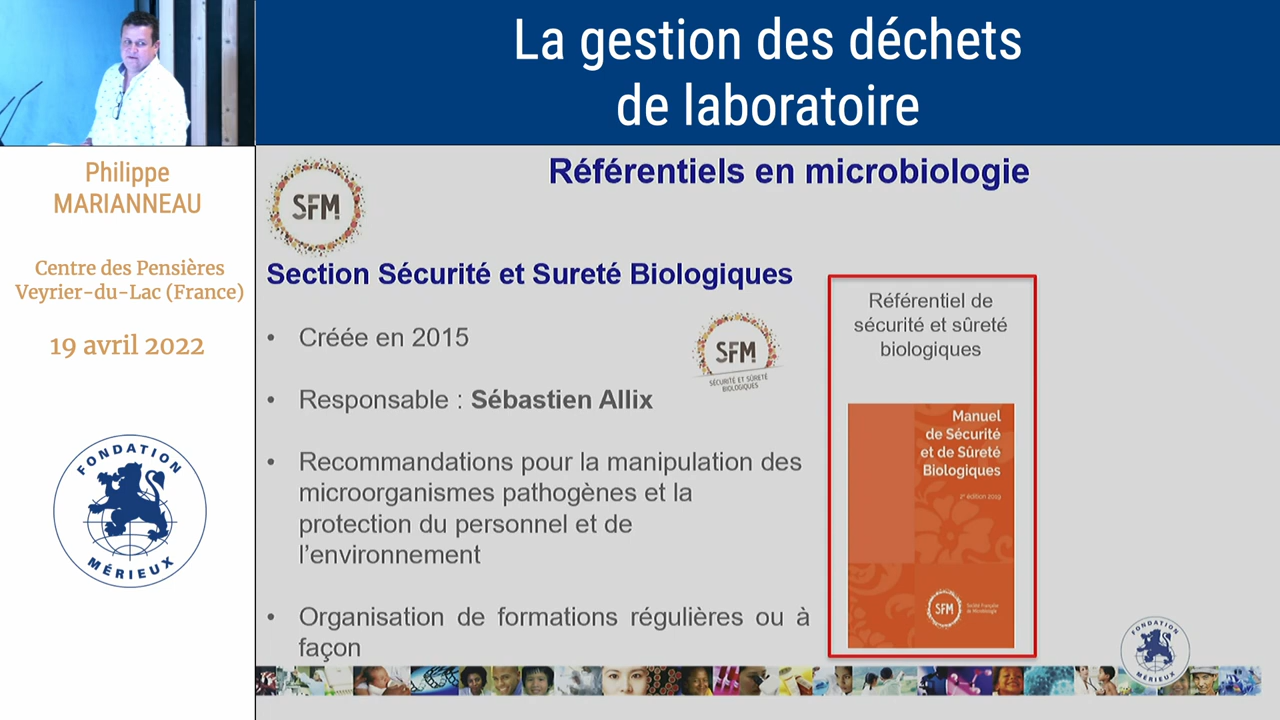 La gestion des déchets
de laboratoire
Philippe
MARIANNEAU
Centre des Pensières
Veyrier-du-Lac (France)
19 avril 2022
FONDATION
MÉRIEUX
Référentiels en microbiologie
SFM
Section Sécurité et Sureté Biologiques
• Créée en 2015
SFM
SÉCURITÉ ET SÛRETÉ
BIOLOGIQUES
• Responsable : Sébastien Allix
• Recommandations pour la manipulation des
microorganismes pathogènes et la
protection du personnel et de
l'environnement
• Organisation de formations régulières ou à
façon
Référentiel de
sécurité et sûreté
biologiques
Manuel
de Sécurité
et de Sûreté
Biologiques
2e édition 2019
SFM
Société Française
de Microbiologie
FONDATION
MÉRIEUX